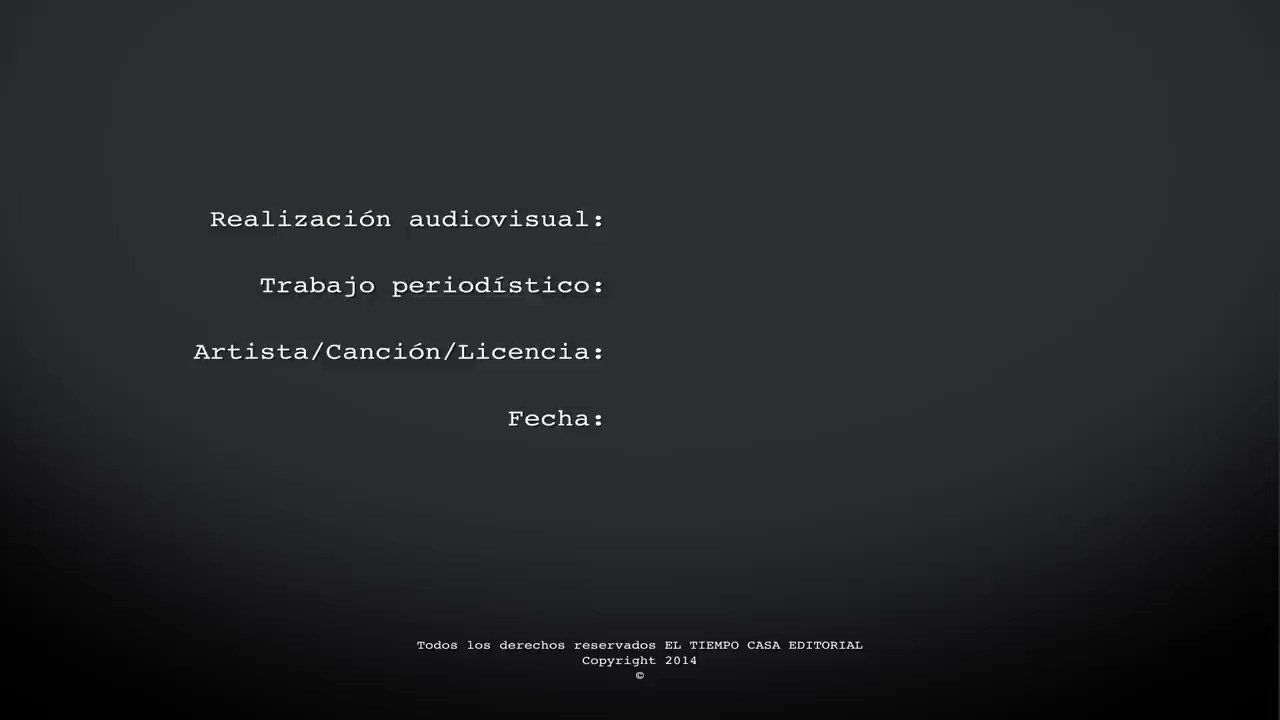 Realización audiovisual:
Trabajo periodístico:
Artista/Canción/Licencia:
Fecha:
Todos los derechos reservados EL TIEMPO CASA EDITORIAL
Copyright 2014
©